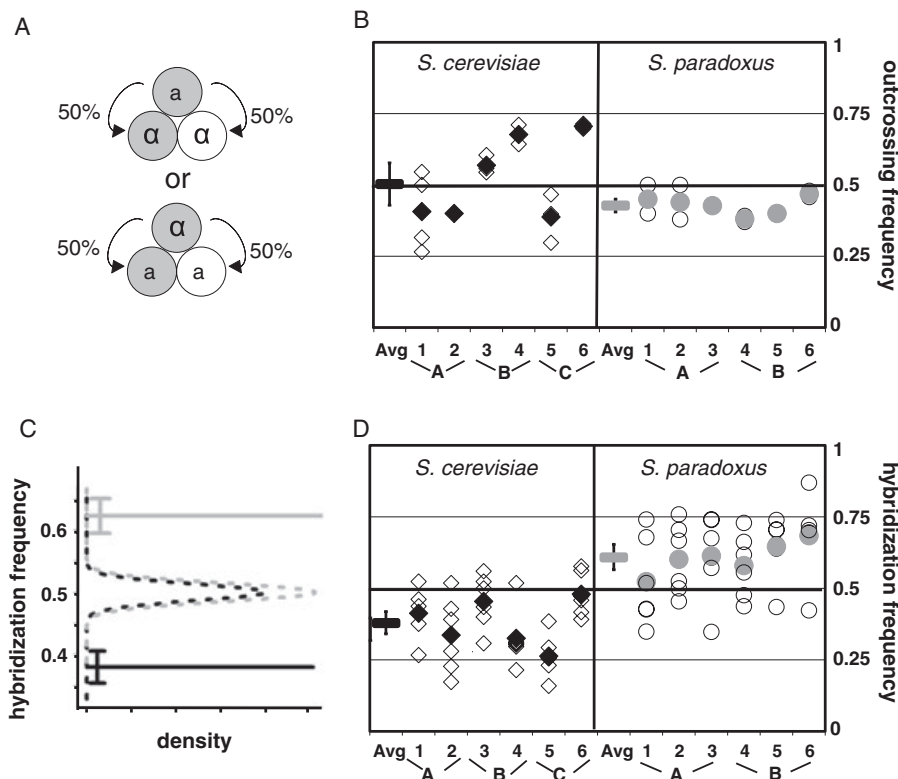 A
a
50%
50%
α
α
or
α
50%
50%
a
a
B
S. cerevisiae
S. paradoxus
1
0.75
0.5
0.25
0
outcrossing frequency
Avg 1 2 3 4 5 6 Avg 1 2 3 4 5 6
A B C A B
C
hybridization frequency
0.6
0.5
0.4
density
D
S. cerevisiae
S. paradoxus
1
0.75
0.5
0.25
0
hybridization frequency
Avg 1 2 3 4 5 6 Avg 1 2 3 4 5 6
A B C A B